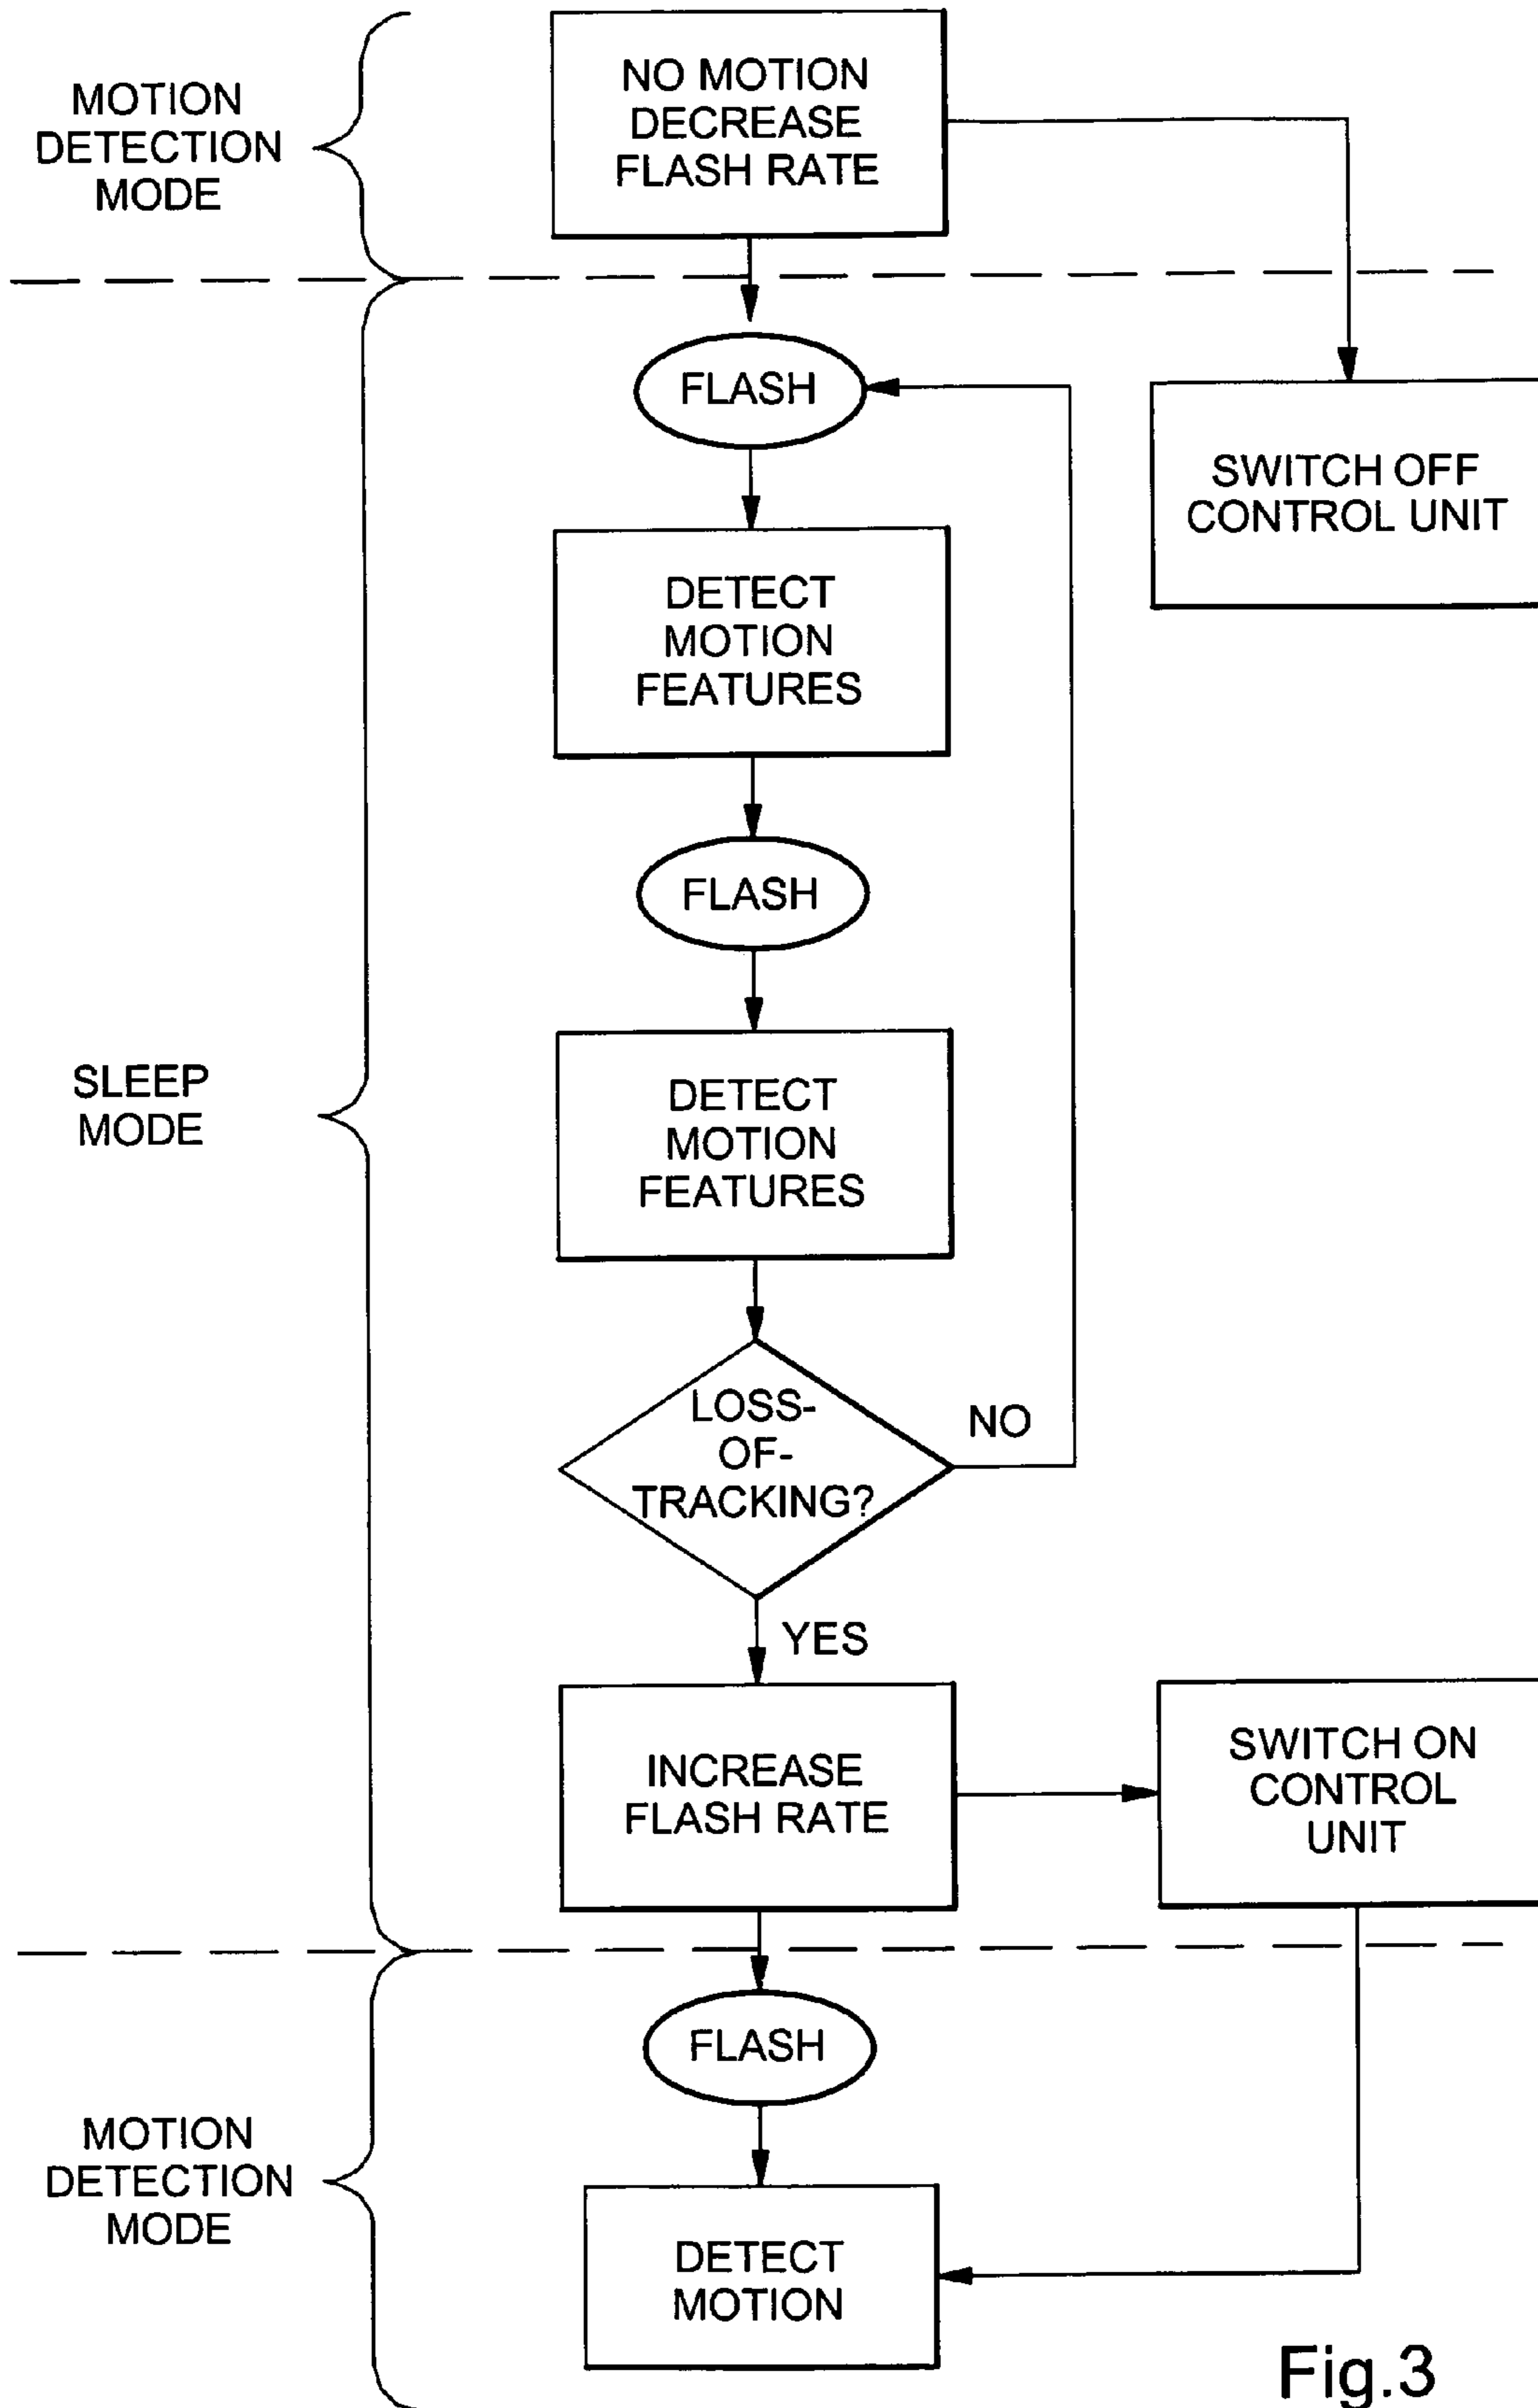 MOTION
DETECTION
MODE
NO MOTION
DECREASE
FLASH RATE
FLASH
SWITCH OFF
CONTROL UNIT
DETECT
MOTION
FEATURES
FLASH
SLEEP
MODE
DETECT
MOTION
FEATURES
LOSS-
OF-
TRACKING?
NO
YES
INCREASE
FLASH RATE
SWITCH ON
CONTROL
UNIT
FLASH
MOTION
DETECTION
MODE
DETECT
MOTION
Fig.3